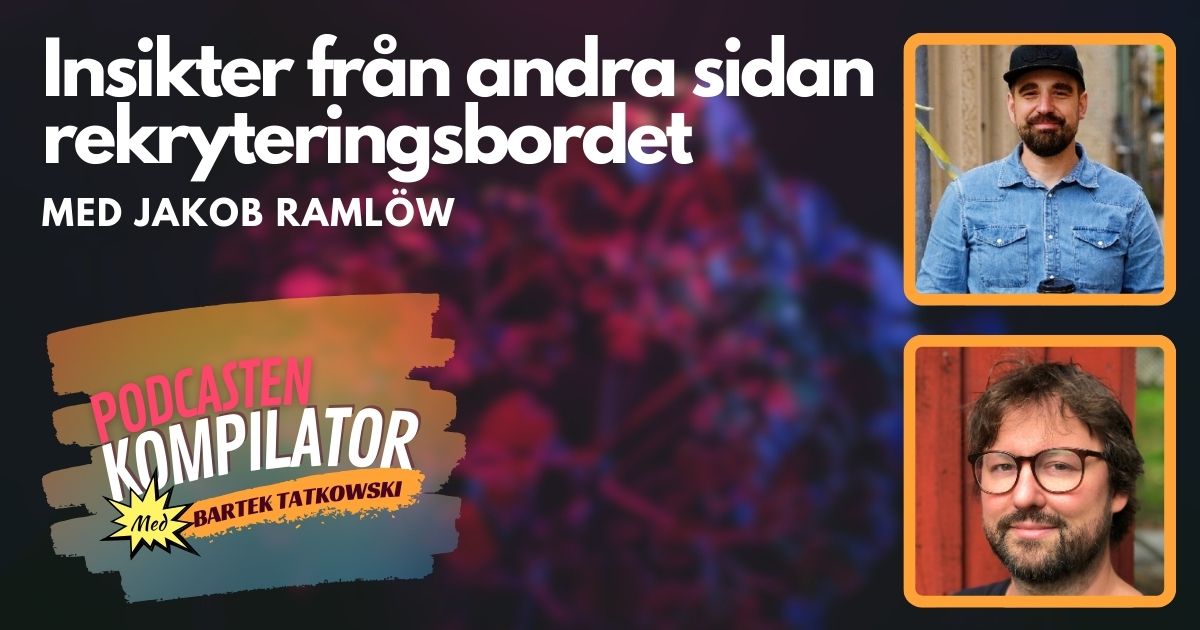 Insikter från andra sidan
rekryteringsbordet
MED JAKOB RAMLÖW
PODCASTEN
KOMPILATOR
Med BARTEK TATKOWSKI